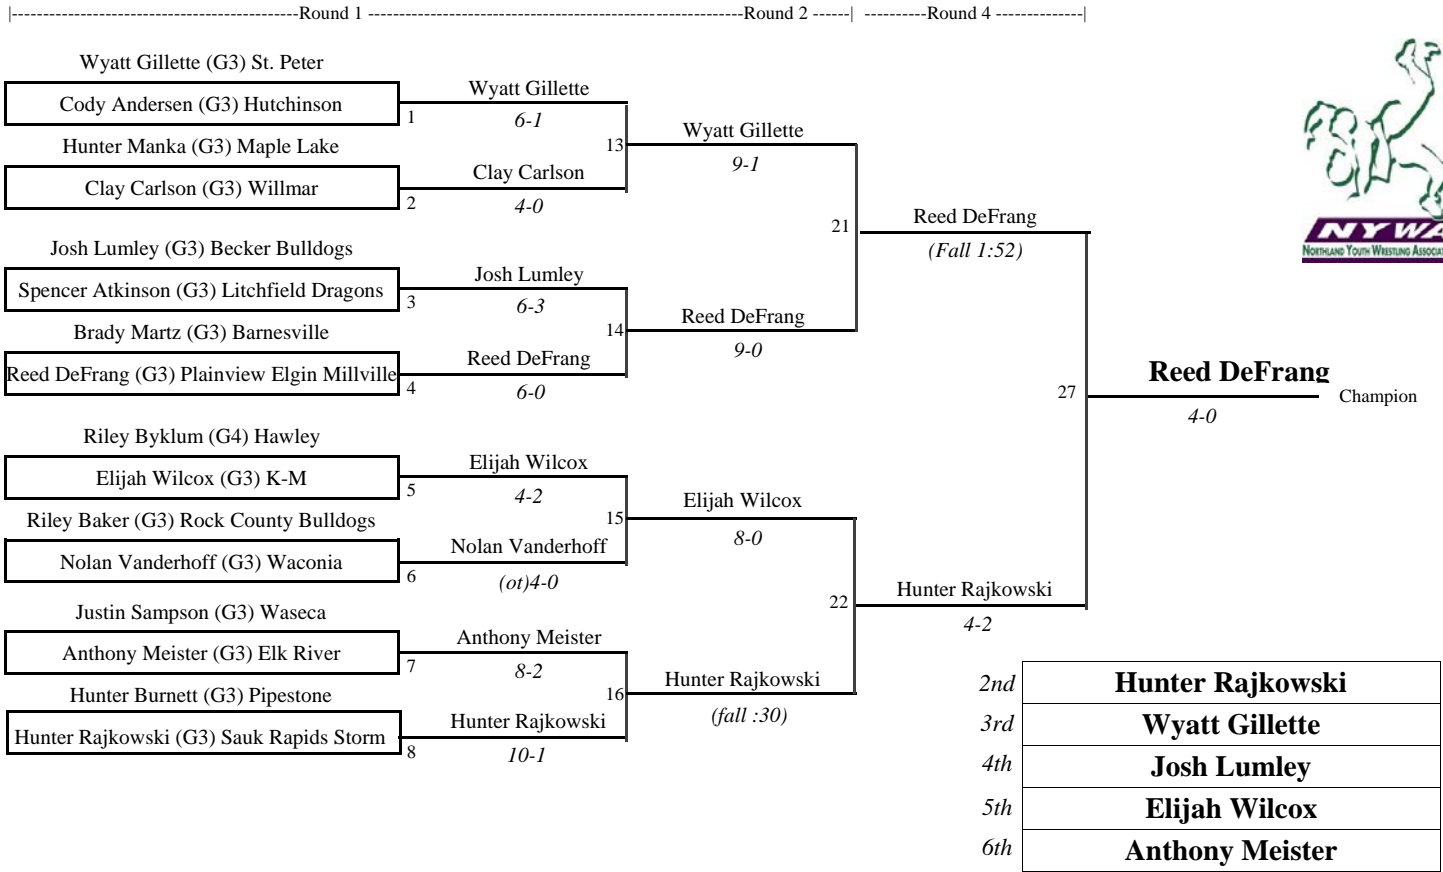 |----------------------------------------------Round 1 ------------------------------------------------------------Round 2 ------| ----------Round 4 --------------|
Wyatt Gillette (G3) St. Peter
Cody Andersen (G3) Hutchinson
1
Hunter Manka (G3) Maple Lake
Clay Carlson (G3) Willmar
2
Josh Lumley (G3) Becker Bulldogs
Spencer Atkinson (G3) Litchfield Dragons
3
Brady Martz (G3) Barnesville
Reed DeFrang (G3) Plainview Elgin Millville
4
Riley Byklum (G4) Hawley
Elijah Wilcox (G3) K-M
5
Riley Baker (G3) Rock County Bulldogs
Nolan Vanderhoff (G3) Waconia
6
Justin Sampson (G3) Waseca
Anthony Meister (G3) Elk River
7
Hunter Burnett (G3) Pipestone
Hunter Rajkowski (G3) Sauk Rapids Storm
8
Wyatt Gillette
6-1
13
Clay Carlson
4-0
Josh Lumley
6-3
14
Reed DeFrang
6-0
Elijah Wilcox
4-2
15
Nolan Vanderhoff
(ot)4-0
Anthony Meister
8-2
16
Hunter Rajkowski
10-1
Wyatt Gillette
9-1
21
Reed DeFrang
9-0
Elijah Wilcox
8-0
22
Hunter Rajkowski
(fall :30)
Reed DeFrang
(Fall 1:52)
27
Hunter Rajkowski
4-2
Reed DeFrang
Champion
4-0
2nd Hunter Rajkowski
3rd Wyatt Gillette
4th Josh Lumley
5th Elijah Wilcox
6th Anthony Meister
NYWA
NORTHLAND YOUTH WRESTLING ASSOCIAT